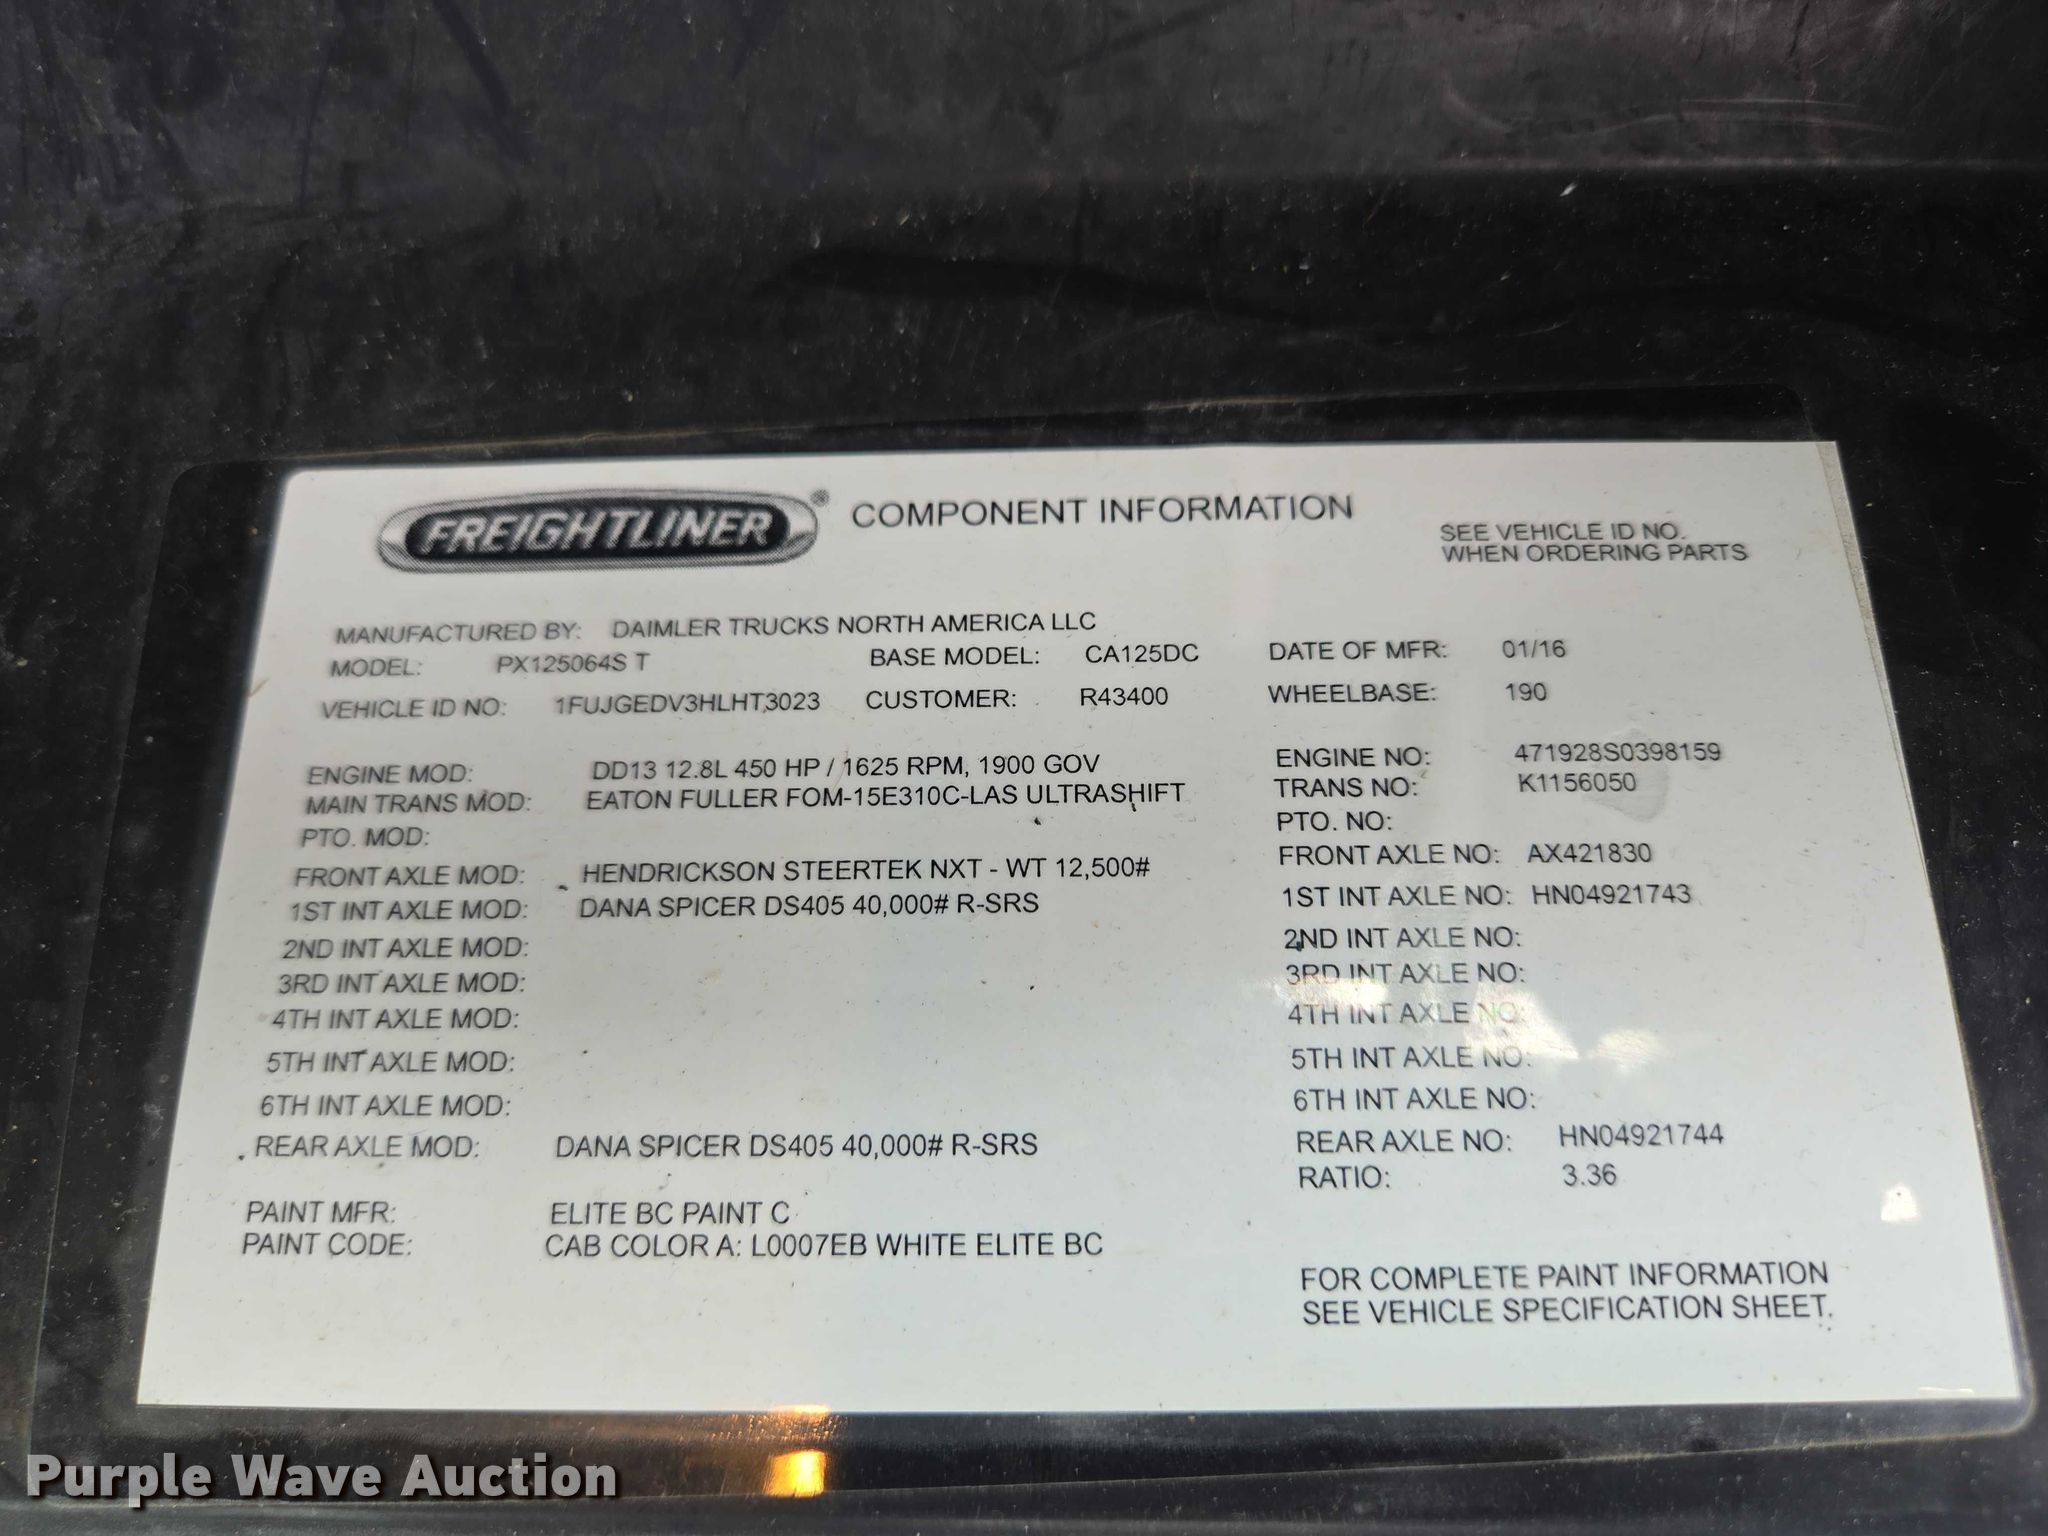 FREIGHTLINER® COMPONENT INFORMATION
SEE VEHICLE ID NO.
WHEN ORDERING PARTS
MANUFACTURED BY: DAIMLER TRUCKS NORTH AMERICA LLC
MODEL: PX125064S T BASE MODEL: CA125DC DATE OF MFR: 01/16
VEHICLE ID NO: 1FUJGEDV3HLHT3023 CUSTOMER: R43400 WHEELBASE: 190
ENGINE MOD: DD13 12.8L 450 HP / 1625 RPM, 1900 GOV ENGINE NO: 471928S0398159
MAIN TRANS MOD: EATON FULLER FOM-15E310C-LAS ULTRASHIFT TRANS NO: K1156050
PTO. MOD: PTO. NO:
FRONT AXLE MOD: HENDRICKSON STEERTEK NXT - WT 12,500# FRONT AXLE NO: AX421830
1ST INT AXLE MOD: DANA SPICER DS405 40,000# R-SRS 1ST INT AXLE NO: HN04921743
2ND INT AXLE MOD: 2ND INT AXLE NO:
3RD INT AXLE MOD: 3RD INT AXLE NO:
4TH INT AXLE MOD: 4TH INT AXLE NO:
5TH INT AXLE MOD: 5TH INT AXLE NO:
6TH INT AXLE MOD: 6TH INT AXLE NO:
REAR AXLE MOD: DANA SPICER DS405 40,000# R-SRS REAR AXLE NO: HN04921744
RATIO: 3.36
PAINT MFR: ELITE BC PAINT C
PAINT CODE: CAB COLOR A: L0007EB WHITE ELITE BC
FOR COMPLETE PAINT INFORMATION
SEE VEHICLE SPECIFICATION SHEET.
Purple Wave Auction